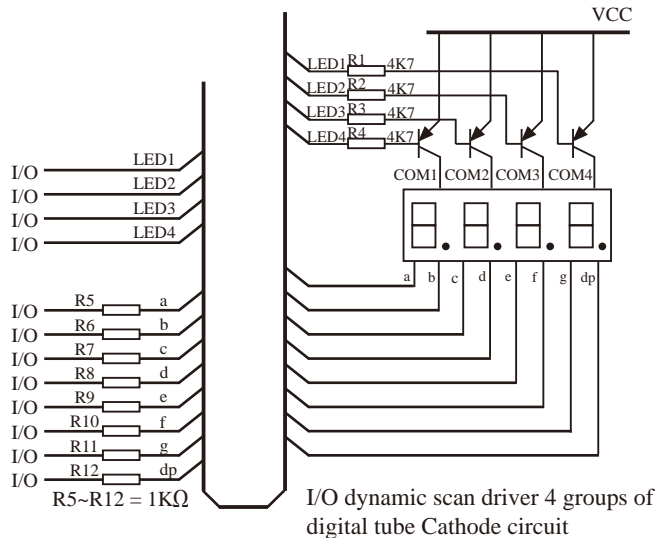 VCC
LED1 R1 4K7
LED2 R2 4K7
LED3 R3 4K7
LED4 R4 4K7
COM1 COM2 COM3 COM4
I/O LED1
I/O LED2
I/O LED3
I/O LED4
a b c d e f g dp
I/O R5 a
I/O R6 b
I/O R7 c
I/O R8 d
I/O R9 e
I/O R10 f
I/O R11 g
I/O R12 dp
R5~R12 = 1KΩ
I/O dynamic scan driver 4 groups of
digital tube Cathode circuit